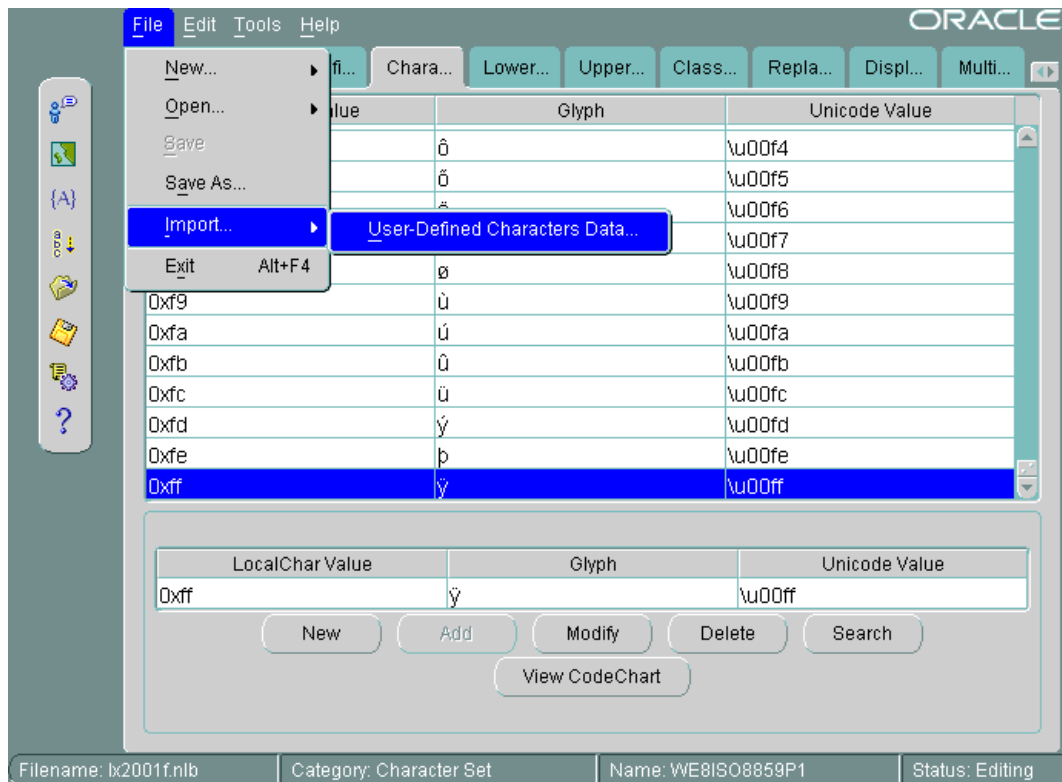 File Edit Tools Help ORACLE
New... fi... Chara... Lower... Upper... Class... Repla... Displ... Multi...
Open... Glyph Unicode Value
Save ô \u00f4
Save As... \u00f5
\u00f6
Import... User-Defined Characters Data... \u00f7
Exit Alt+F4 ø \u00f8
0xf9 ù \u00f9
0xfa ú \u00fa
0xfb û \u00fb
0xfc ü \u00fc
0xfd ý \u00fd
0xfe þ \u00fe
0xff ÿ \u00ff
{A}
a b c
?
LocalChar Value Glyph Unicode Value
0xff ÿ \u00ff
New Add Modify Delete Search
View CodeChart
Filename: lx2001f.nlb Category: Character Set Name: WE8ISO8859P1 Status: Editing